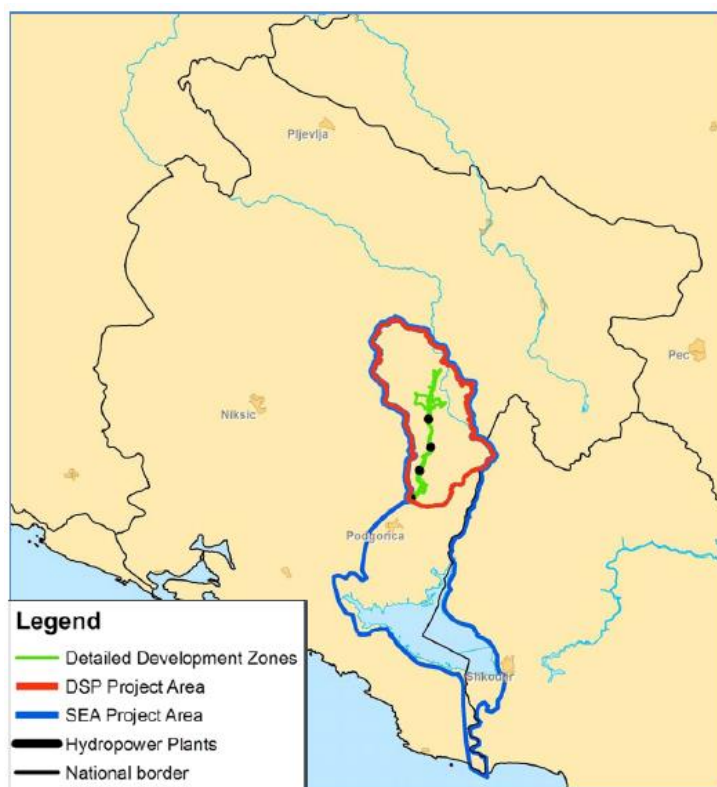 Pljevlja
Pec
Niksic
Podgorica
Shkoder
Legend
Detailed Development Zones
DSP Project Area
SEA Project Area
Hydropower Plants
National border